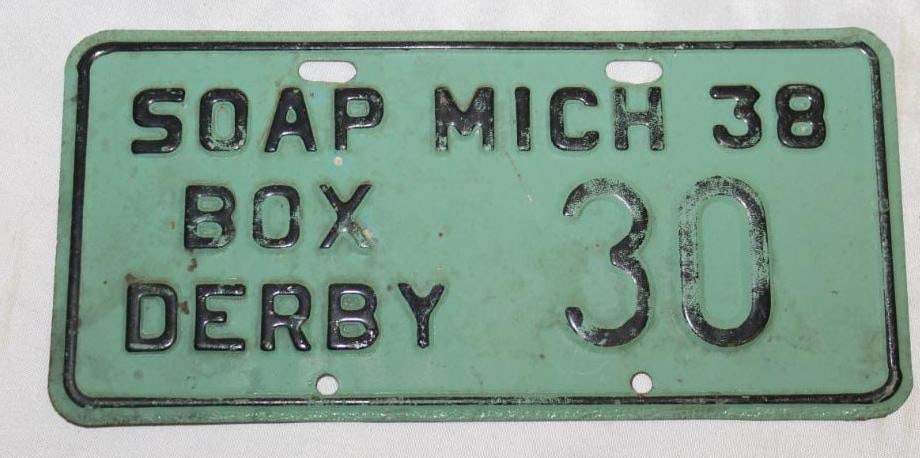 SOAP MICH 38
BOX 30
DERBY